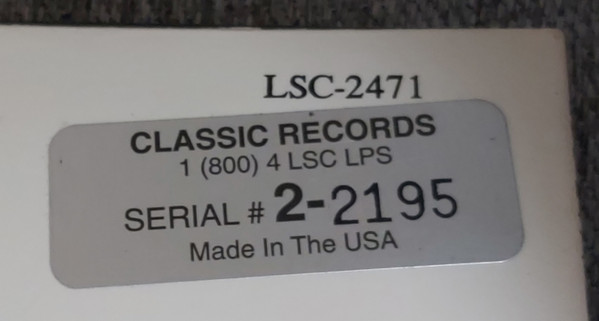 LSC-2471
CLASSIC RECORDS
1 (800) 4 LSC LPS
SERIAL # 2-2195
Made In The USA